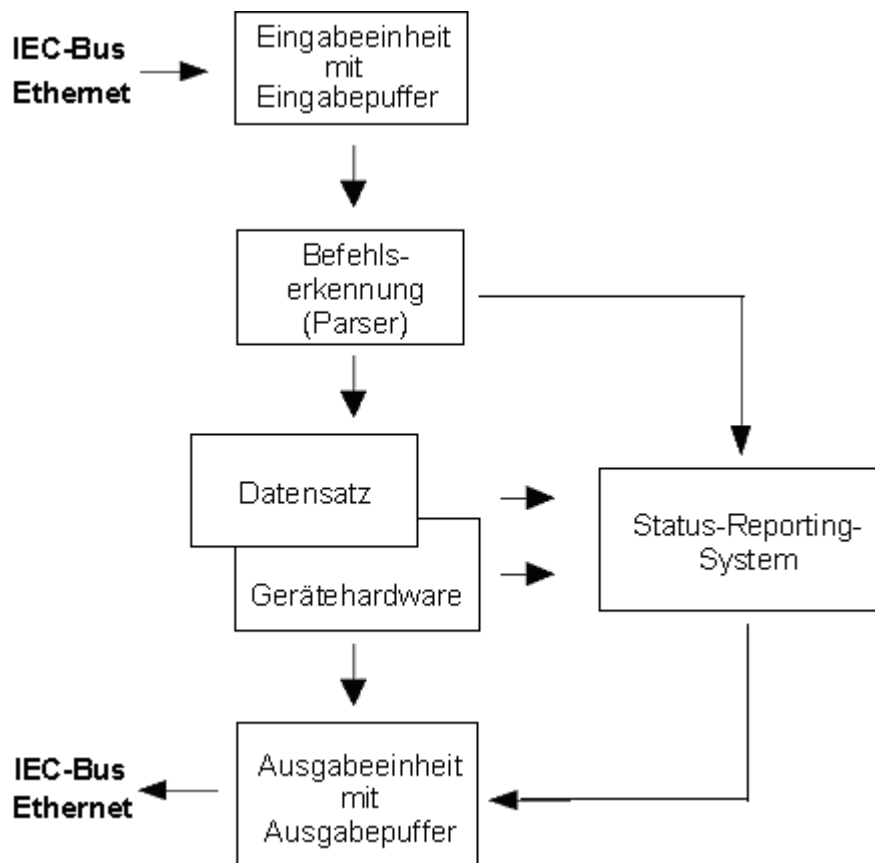 IEC-Bus
Ethernet
Eingabeeinheit
mit
Eingabepuffer
Befehls-
erkennung
(Parser)
Datensatz
Gerätehardware
Status-Reporting-
System
IEC-Bus
Ethernet
Ausgabeeinheit
mit
Ausgabepuffer